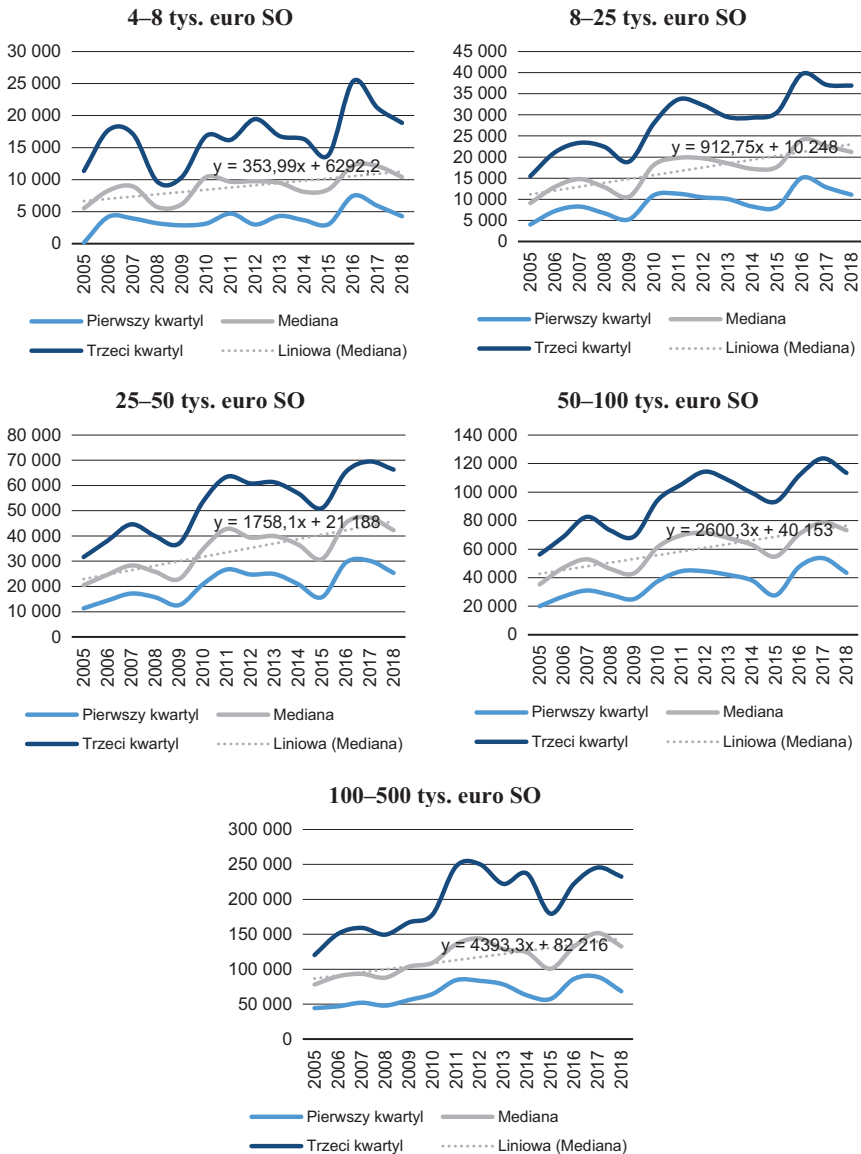 4–8 tys. euro SO
30 000
25 000
20 000
15 000
10 000
5 000
0
y = 353,99x + 6292,2
2005 2006 2007 2008 2009 2010 2011 2012 2013 2014 2015 2016 2017 2018
Pierwszy kwartyl Mediana
Trzeci kwartyl Liniowa (Mediana)
8–25 tys. euro SO
45 000
40 000
35 000
30 000
25 000
20 000
15 000
10 000
5 000
0
y = 912,75x + 10 248
2005 2006 2007 2008 2009 2010 2011 2012 2013 2014 2015 2016 2017 2018
Pierwszy kwartyl Mediana
Trzeci kwartyl Liniowa (Mediana)
25–50 tys. euro SO
80 000
70 000
60 000
50 000
40 000
30 000
20 000
10 000
0
y = 1758,1x + 21 188
2005 2006 2007 2008 2009 2010 2011 2012 2013 2014 2015 2016 2017 2018
Pierwszy kwartyl Mediana
Trzeci kwartyl Liniowa (Mediana)
50–100 tys. euro SO
140 000
120 000
100 000
80 000
60 000
40 000
20 000
0
y = 2600,3x + 40 153
2005 2006 2007 2008 2009 2010 2011 2012 2013 2014 2015 2016 2017 2018
Pierwszy kwartyl Mediana
Trzeci kwartyl Liniowa (Mediana)
100–500 tys. euro SO
300 000
250 000
200 000
150 000
100 000
50 000
0
y = 4393,3x + 82 216
2005 2006 2007 2008 2009 2010 2011 2012 2013 2014 2015 2016 2017 2018
Pierwszy kwartyl Mediana
Trzeci kwartyl Liniowa (Mediana)